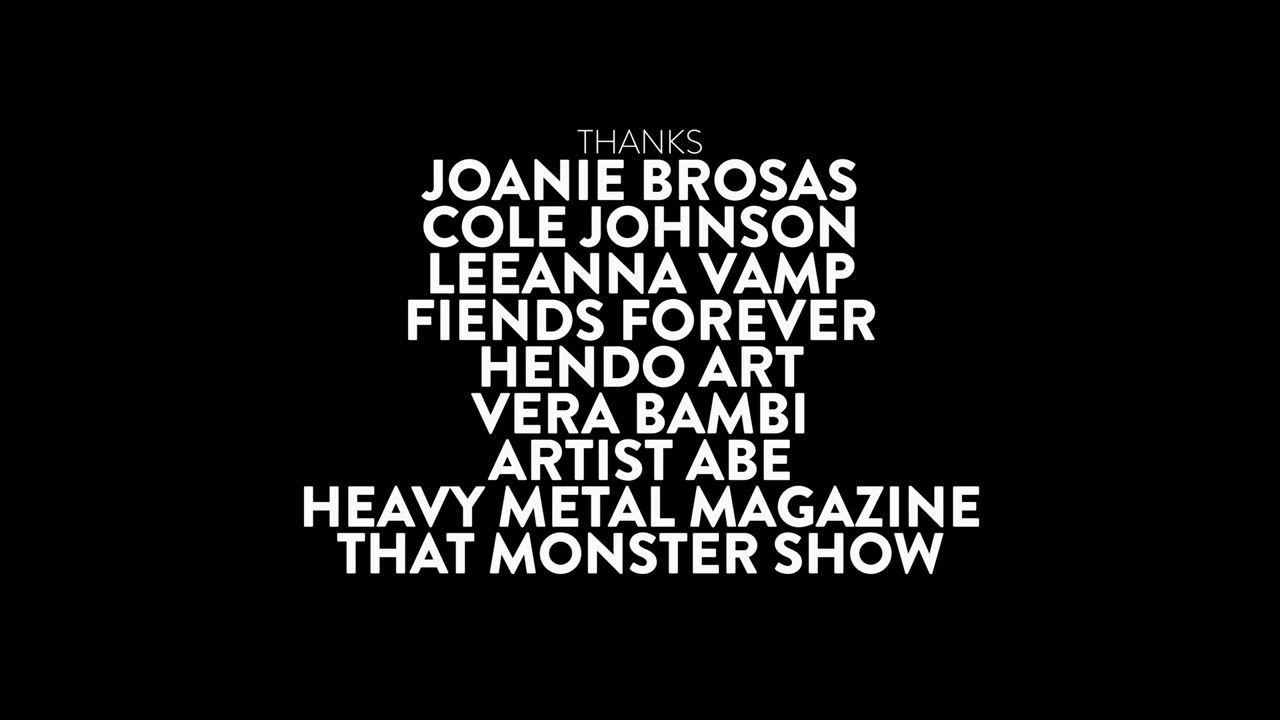 THANKS
JOANIE BROSAS
COLE JOHNSON
LEEANNA VAMP
FIENDS FOREVER
HENDO ART
VERA BAMBI
ARTIST ABE
HEAVY METAL MAGAZINE
THAT MONSTER SHOW